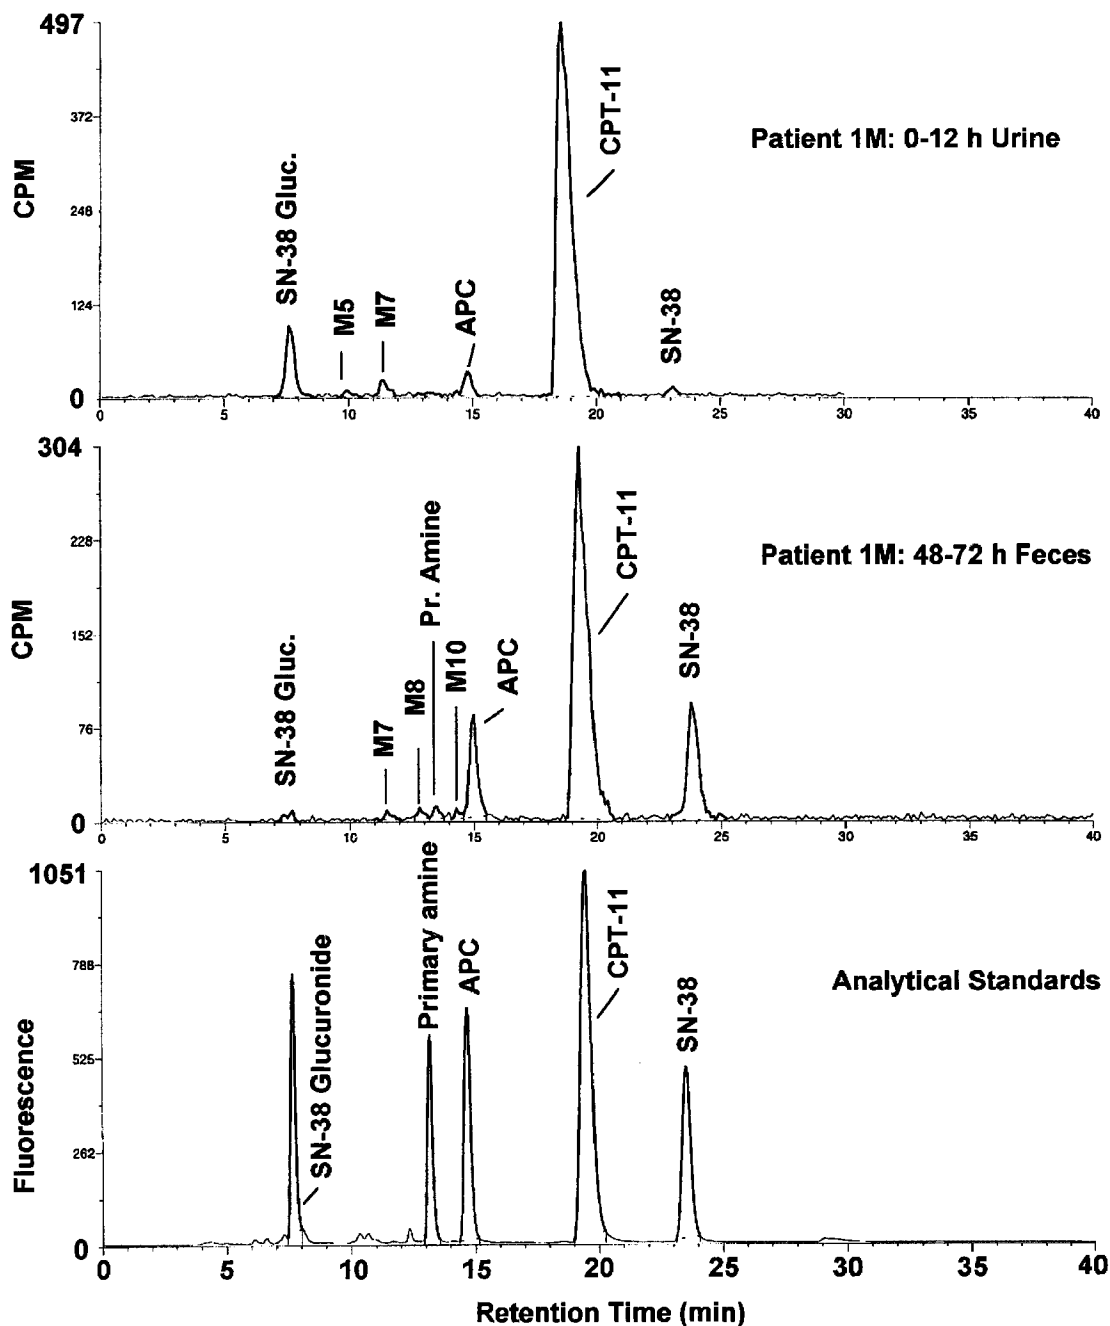 497
372
248
124
0
CPM
SN-38 Gluc.
M5
M7
APC
CPT-11
SN-38
Patient 1M: 0-12 h Urine
0 5 10 15 20 25 30 35 40
304
228
152
76
0
CPM
SN-38 Gluc.
M7
M8
Pr. Amine
M10
APC
CPT-11
SN-38
Patient 1M: 48-72 h Feces
0 5 10 15 20 25 30 35 40
1051
788
525
262
0
Fluorescence
SN-38 Glucuronide
Primary amine
APC
CPT-11
SN-38
Analytical Standards
0 5 10 15 20 25 30 35 40
Retention Time (min)